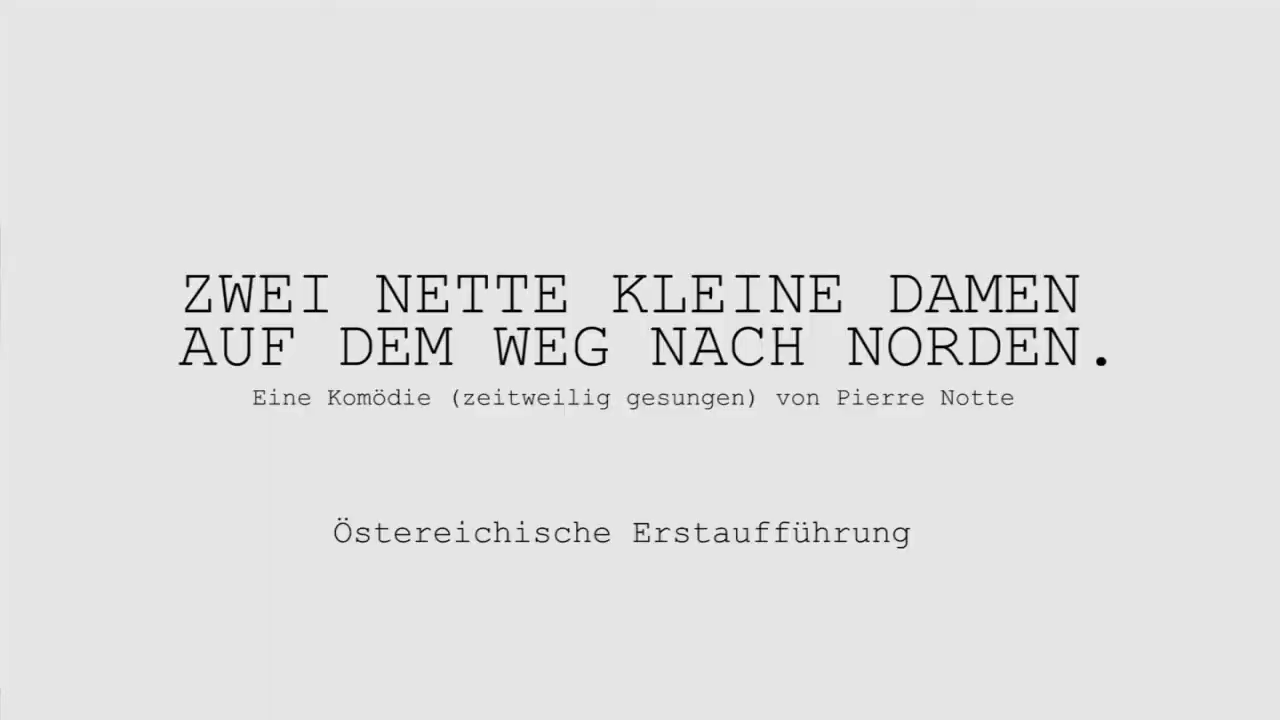 ZWEI NETTE KLEINE DAMEN
AUF DEM WEG NACH NORDEN.
Eine Komödie (zeitweilig gesungen) von Pierre Notte
Östereichische Erstaufführung